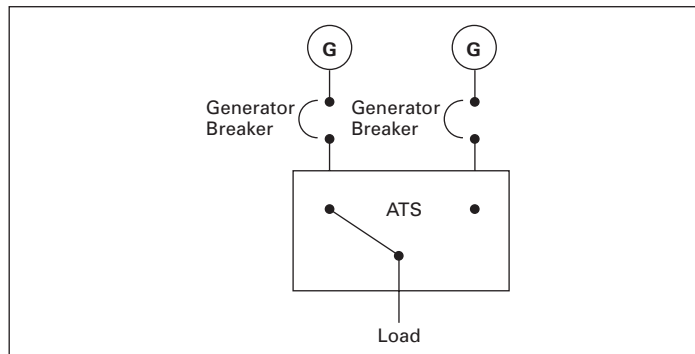 G
G
Generator
Breaker
Generator
Breaker
ATS
Load